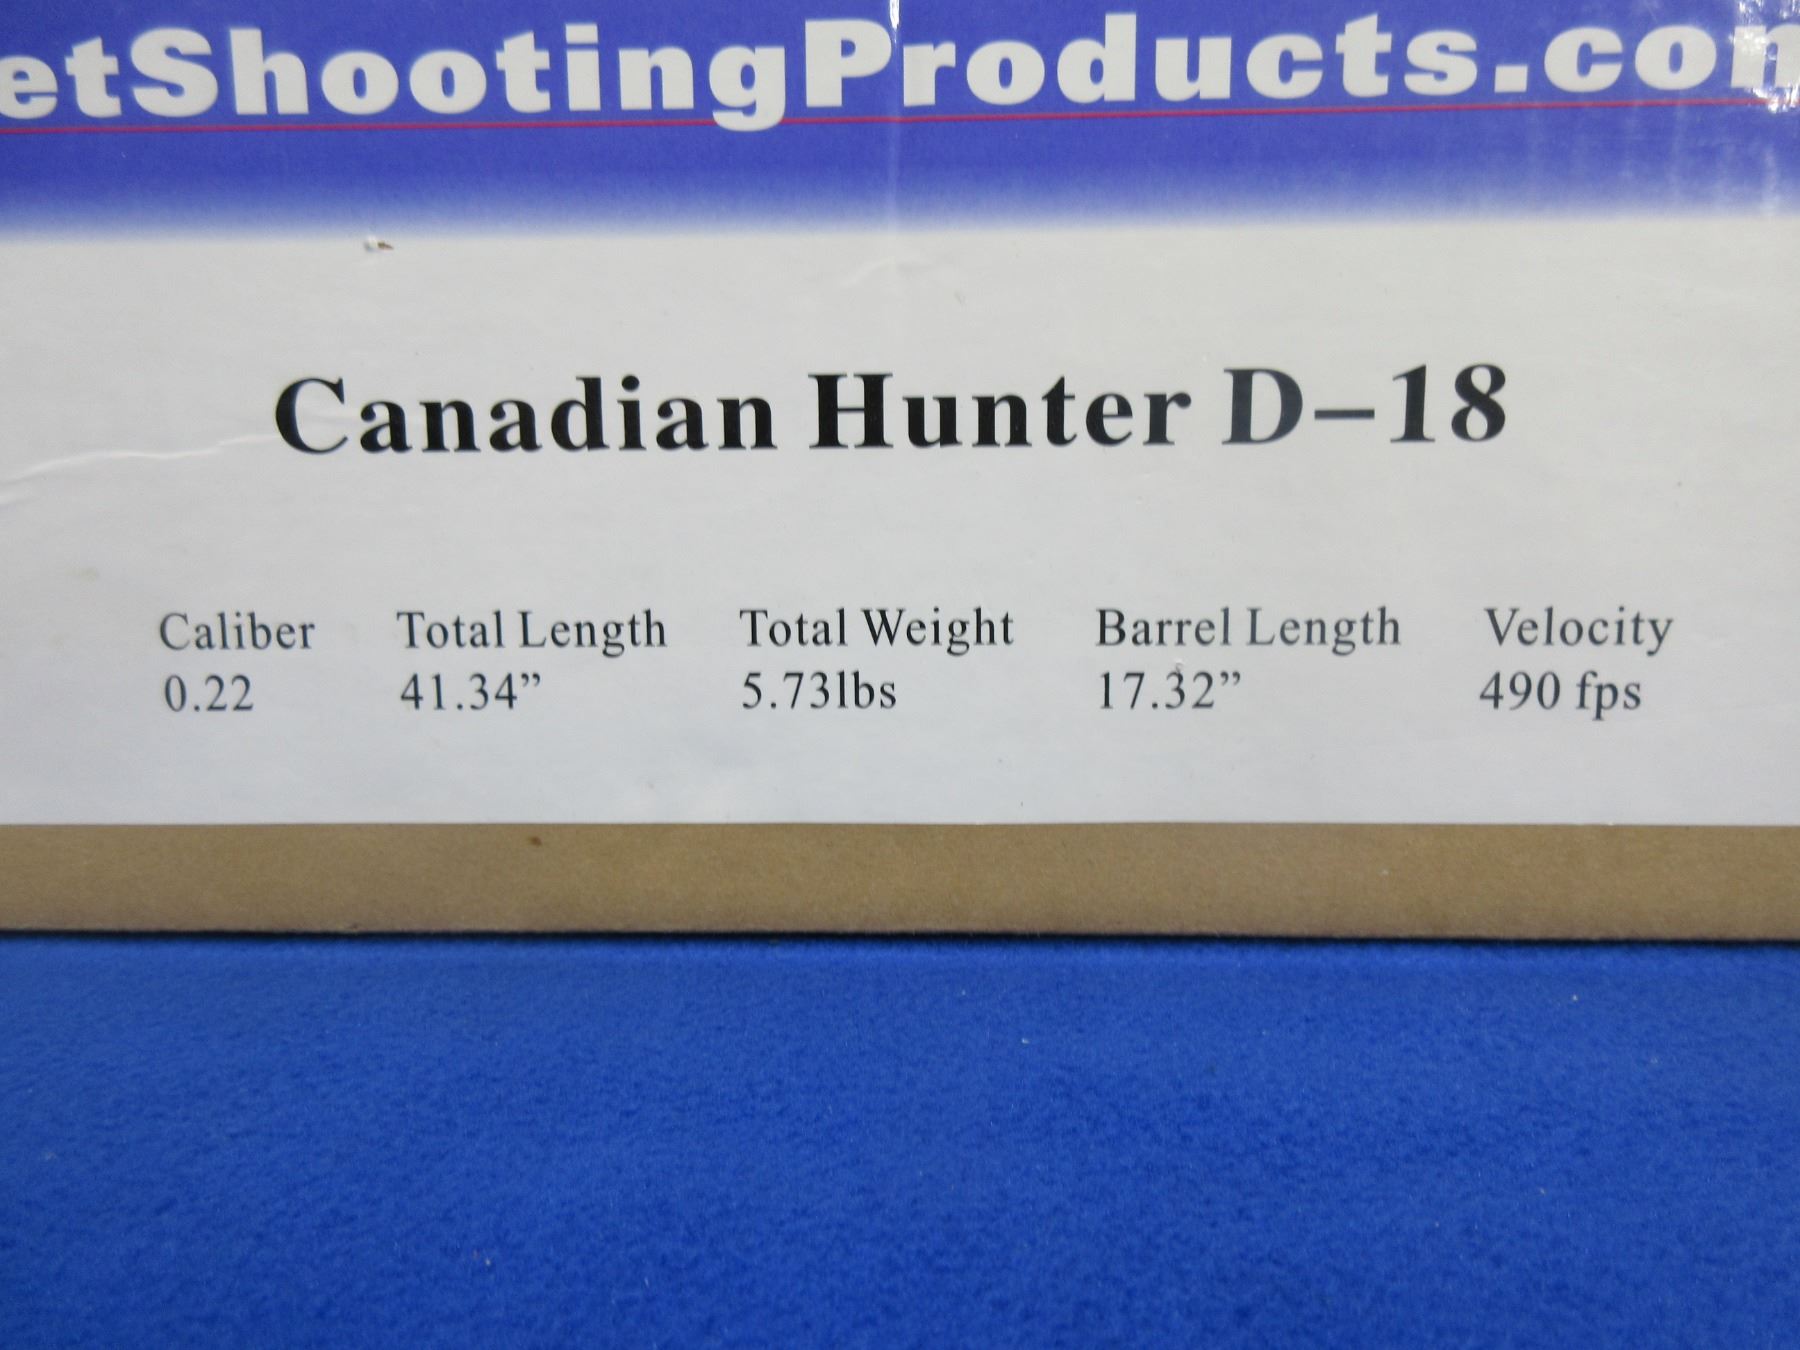 etShootingProducts.com
Canadian Hunter D-18
Caliber Total Length Total Weight Barrel Length Velocity
0.22 41.34” 5.73lbs 17.32” 490 fps